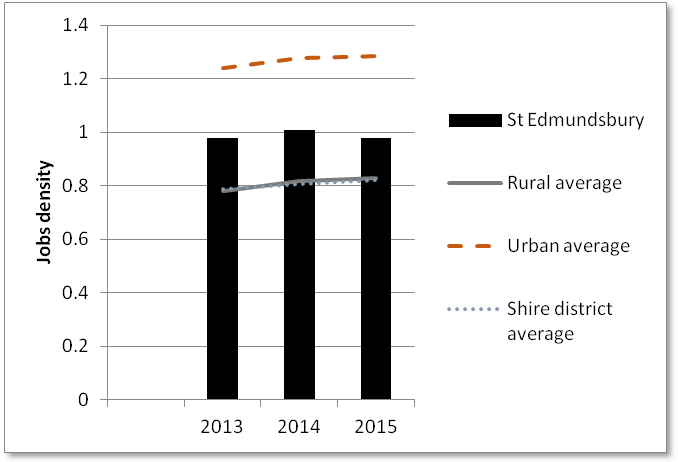 1.4
1.2
1
0.8
0.6
0.4
0.2
0
Jobs density
2013 2014 2015
St Edmundsbury
Rural average
Urban average
Shire district
average